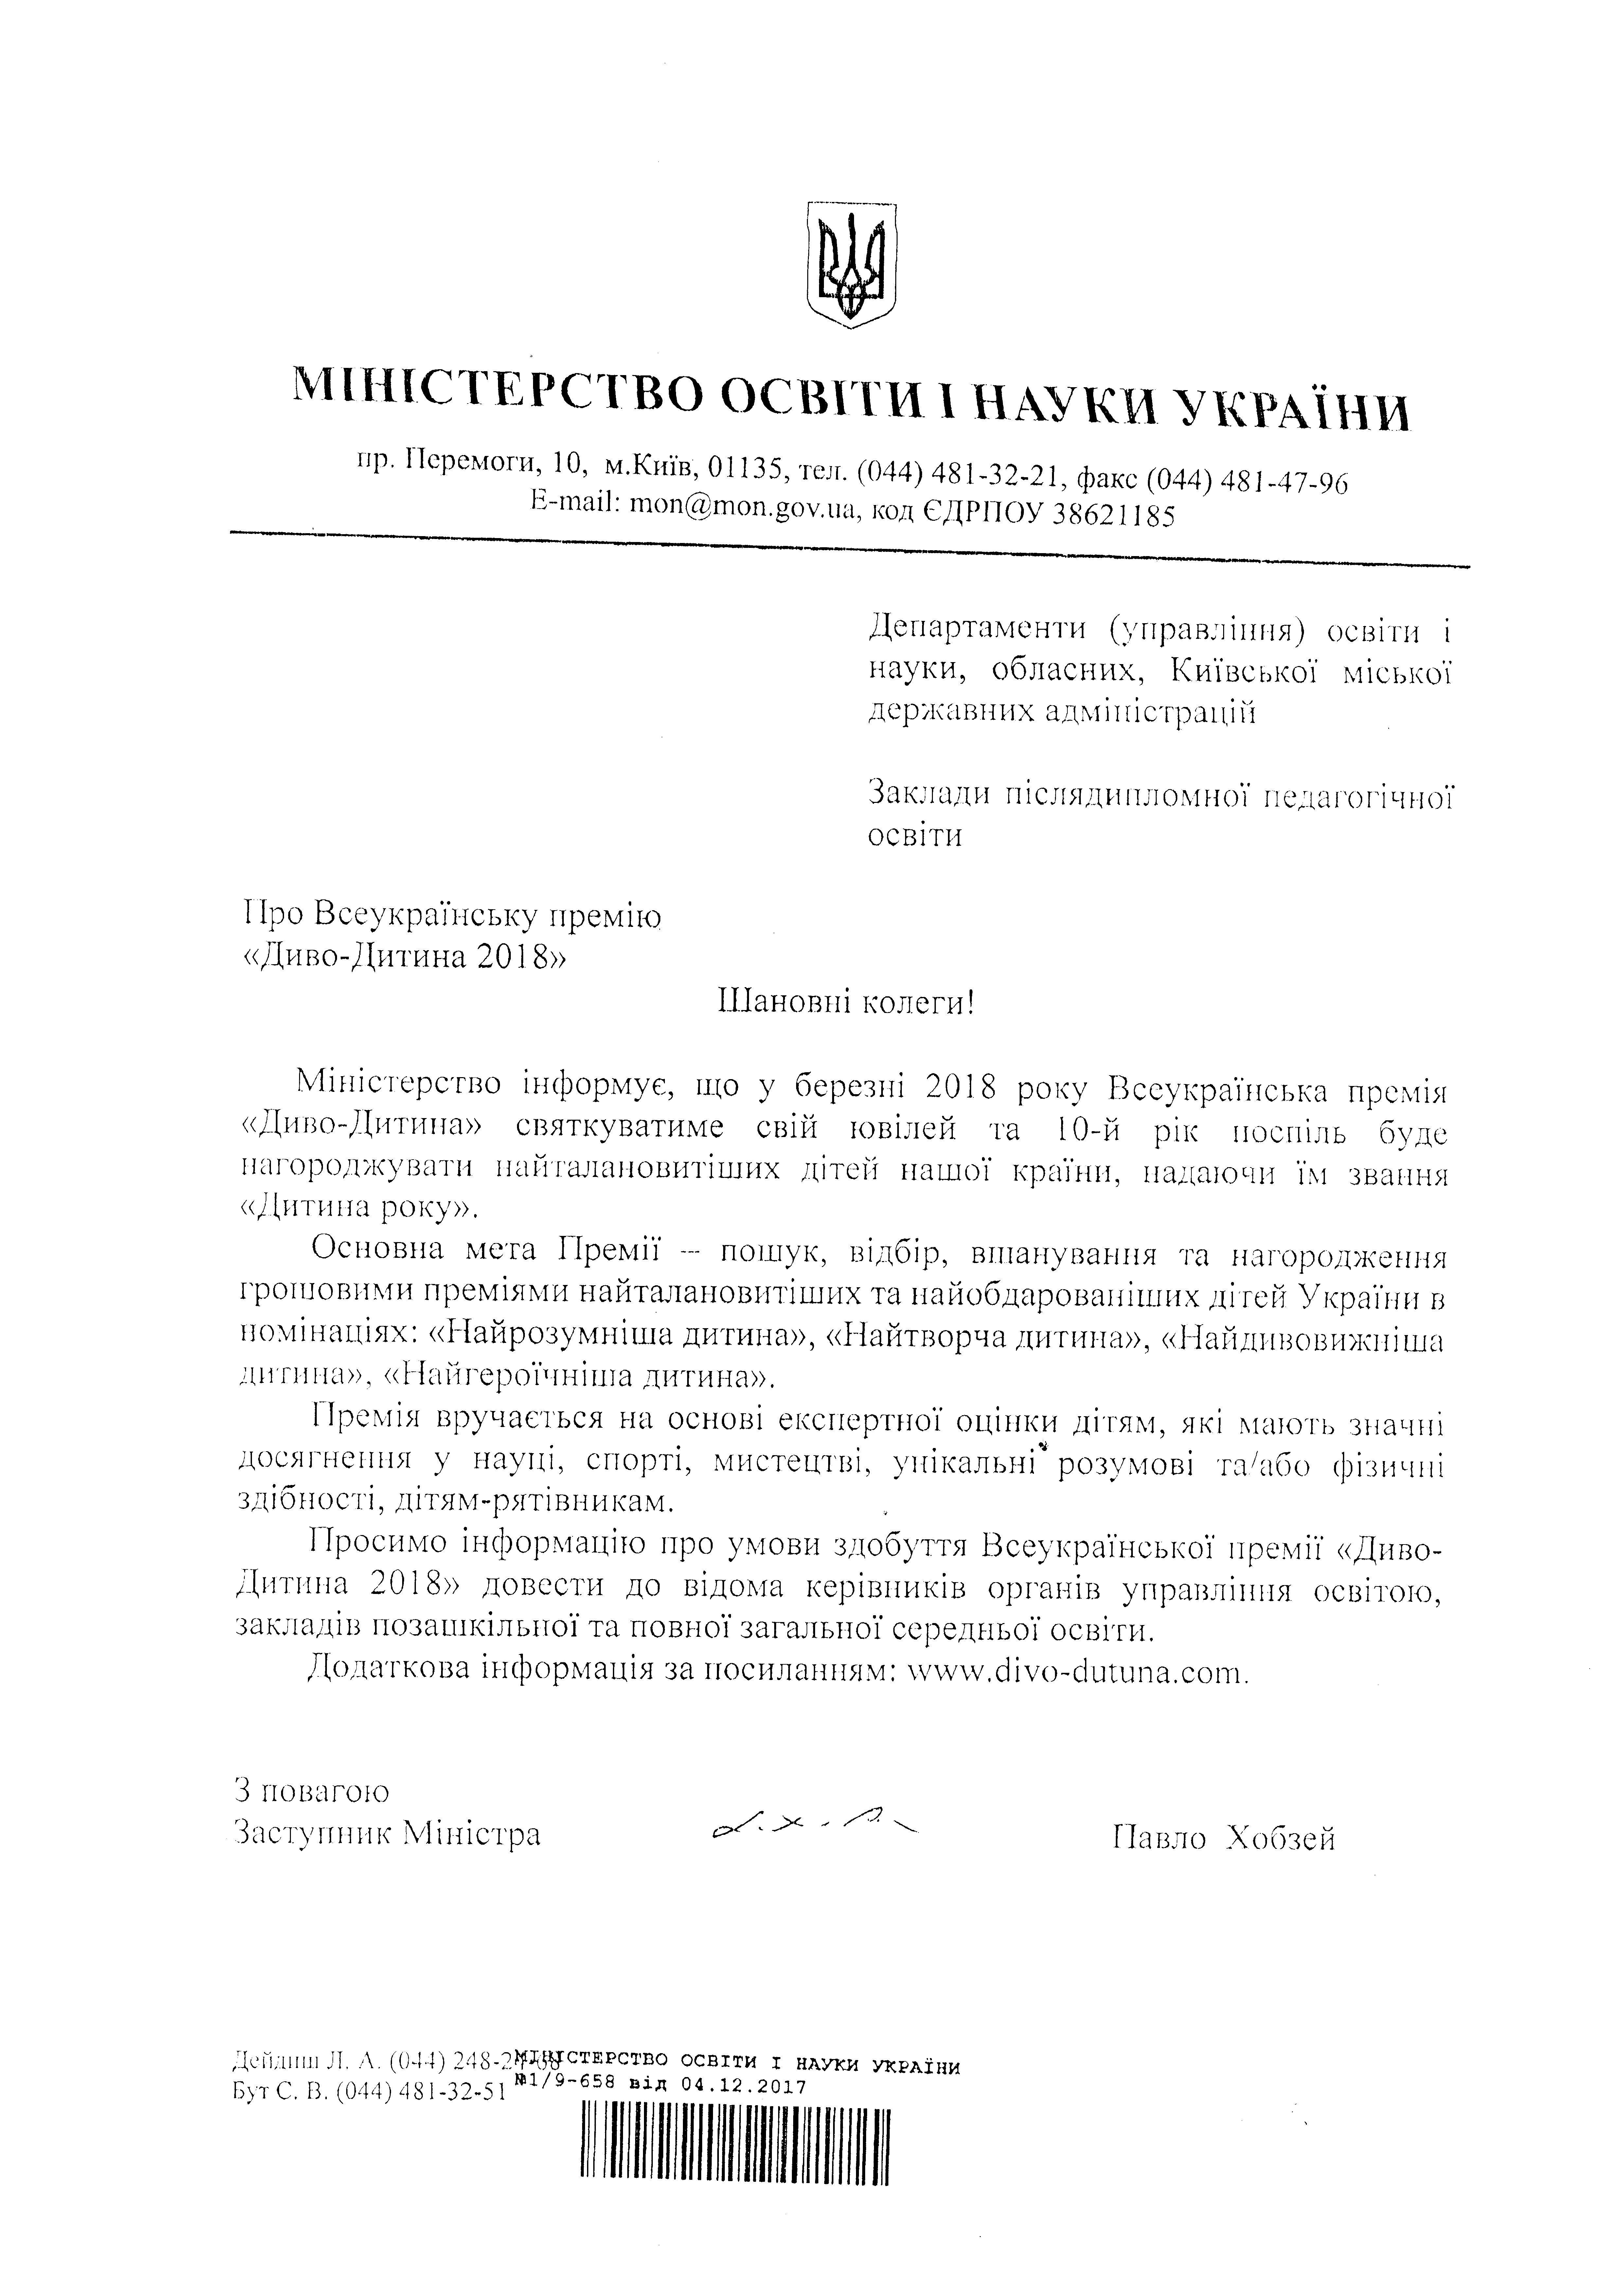 МІНІСТЕРСТВО ОСВІТИ І НАУКИ УКРАЇНИ
пр. Перемоги, 10, м.Київ, 01135, тел. (044) 481-32-21, факс (044) 481-47-96
E-mail: mon@mon.gov.ua, код ЄДРПОУ 38621185
Департаменти (управління) освіти і
науки, обласних, Київської міської
державних адміністрацій
Заклади післядипломної педагогічної
освіти
Про Всеукраїнську премію
«Диво-Дитина 2018»
Шановні колеги!
Міністерство інформує, що у березні 2018 року Всеукраїнська премія
«Диво-Дитина» святкуватиме свій ювілей та 10-й рік поспіль буде
нагороджувати найталановитіших дітей нашої країни, надаючи їм звання
«Дитина року».
Основна мета Премії – пошук, відбір, вшанування та нагородження
грошовими преміями найталановитіших та найобдарованіших дітей України в
номінаціях: «Найрозумніша дитина», «Найтворча дитина», «Найдивовижніша
дитина», «Найгероїчніша дитина».
Премія вручається на основі експертної оцінки дітям, які мають значні
досягнення у науці, спорті, мистецтві, унікальні розумові та/або фізичні
здібності, дітям-рятівникам.
Просимо інформацію про умови здобуття Всеукраїнської премії «Диво-
Дитина 2018» довести до відома керівників органів управління освітою,
закладів позашкільної та повної загальної середньої освіти.
Додаткова інформація за посиланням: www.divo-dutuna.com.
З повагою
Заступник Міністра Павло Хобзей
Л. А. (044)
МІНІСТЕРСТВО ОСВІТИ І НАУКИ УКРАЇНИ
Бут С. В. (044) 481-32-51
№1/9-658 від 04.12.2017